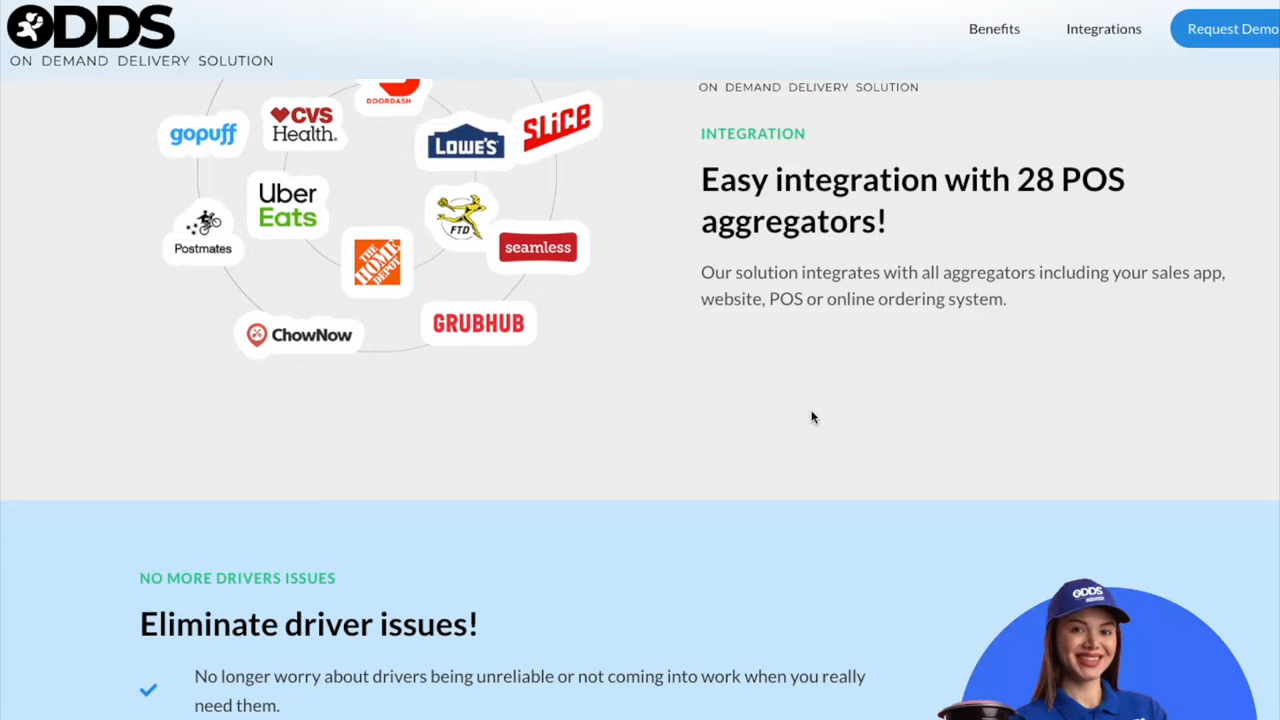 ODDS
ON DEMAND DELIVERY SOLUTION
Benefits
Integrations
Request Demo
DOORDASH
gopuff
CVS
Health.
LOWE'S
SLiCE
Uber
Eats
FTD
Postmates
THE
HOME
DEPOT
seamless
ChowNow
GRUBHUB
ON DEMAND DELIVERY SOLUTION
INTEGRATION
Easy integration with 28 POS
aggregators!
Our solution integrates with all aggregators including your sales app,
website, POS or online ordering system.
NO MORE DRIVERS ISSUES
Eliminate driver issues!
No longer worry about drivers being unreliable or not coming into work when you really
need them.
ODDS